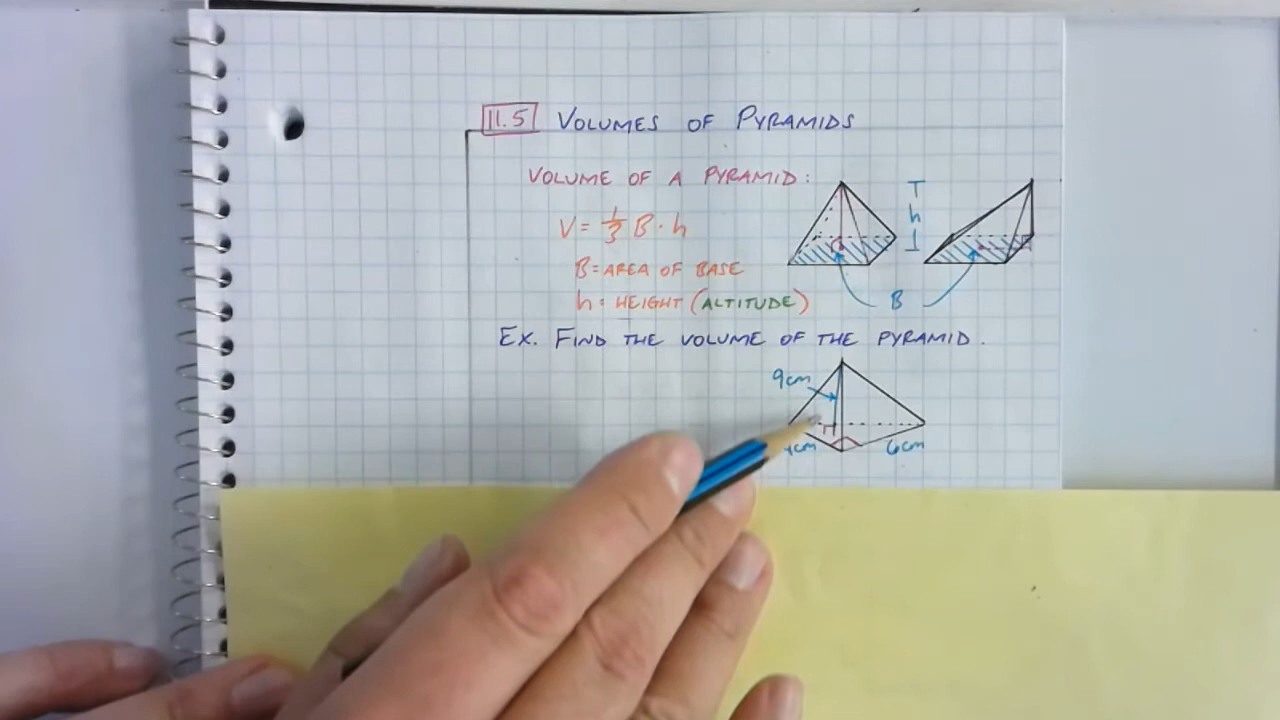 11.5 VOLUMES OF PYRAMIDS
VOLUME OF A PYRAMID:
V = 1/3 B · h
B = AREA OF BASE
h = HEIGHT (ALTITUDE)
h
B
EX. FIND THE VOLUME OF THE PYRAMID.
9cm
6cm